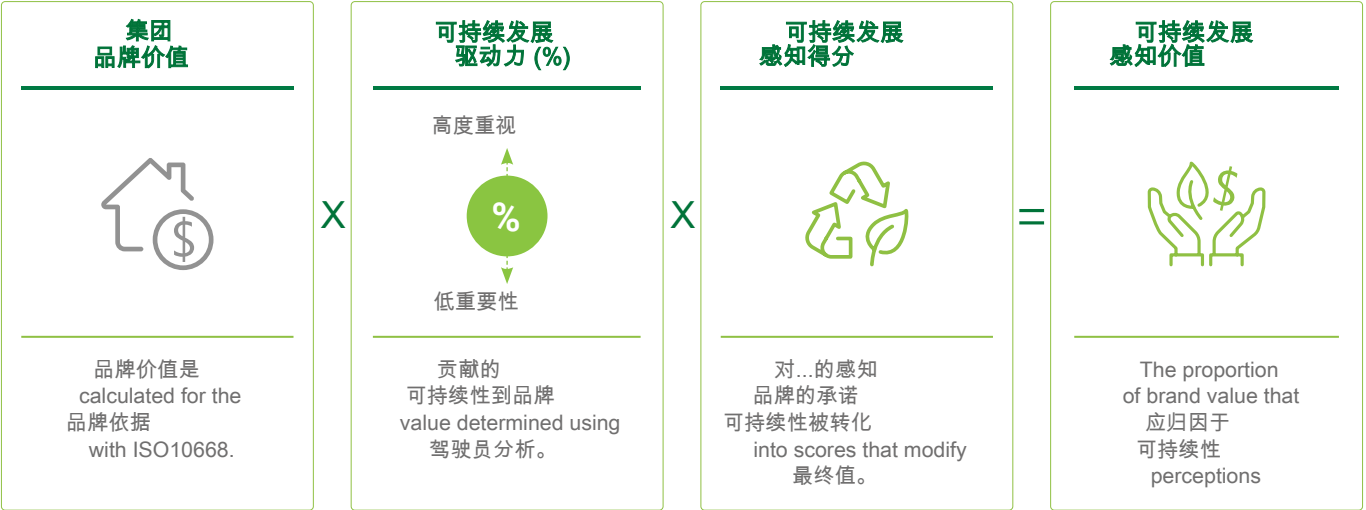 集团
品牌价值
品牌价值是
calculated for the
品牌依据
with ISO10668.
X
可持续发展
驱动力 (%)
高度重视
%
低重要性
贡献的
可持续性到品牌
value determined using
驾驶员分析。
X
可持续发展
感知得分
对...的感知
品牌的承诺
可持续性被转化
into scores that modify
最终值。
=
可持续发展
感知价值
The proportion
of brand value that
应归因于
可持续性
perceptions